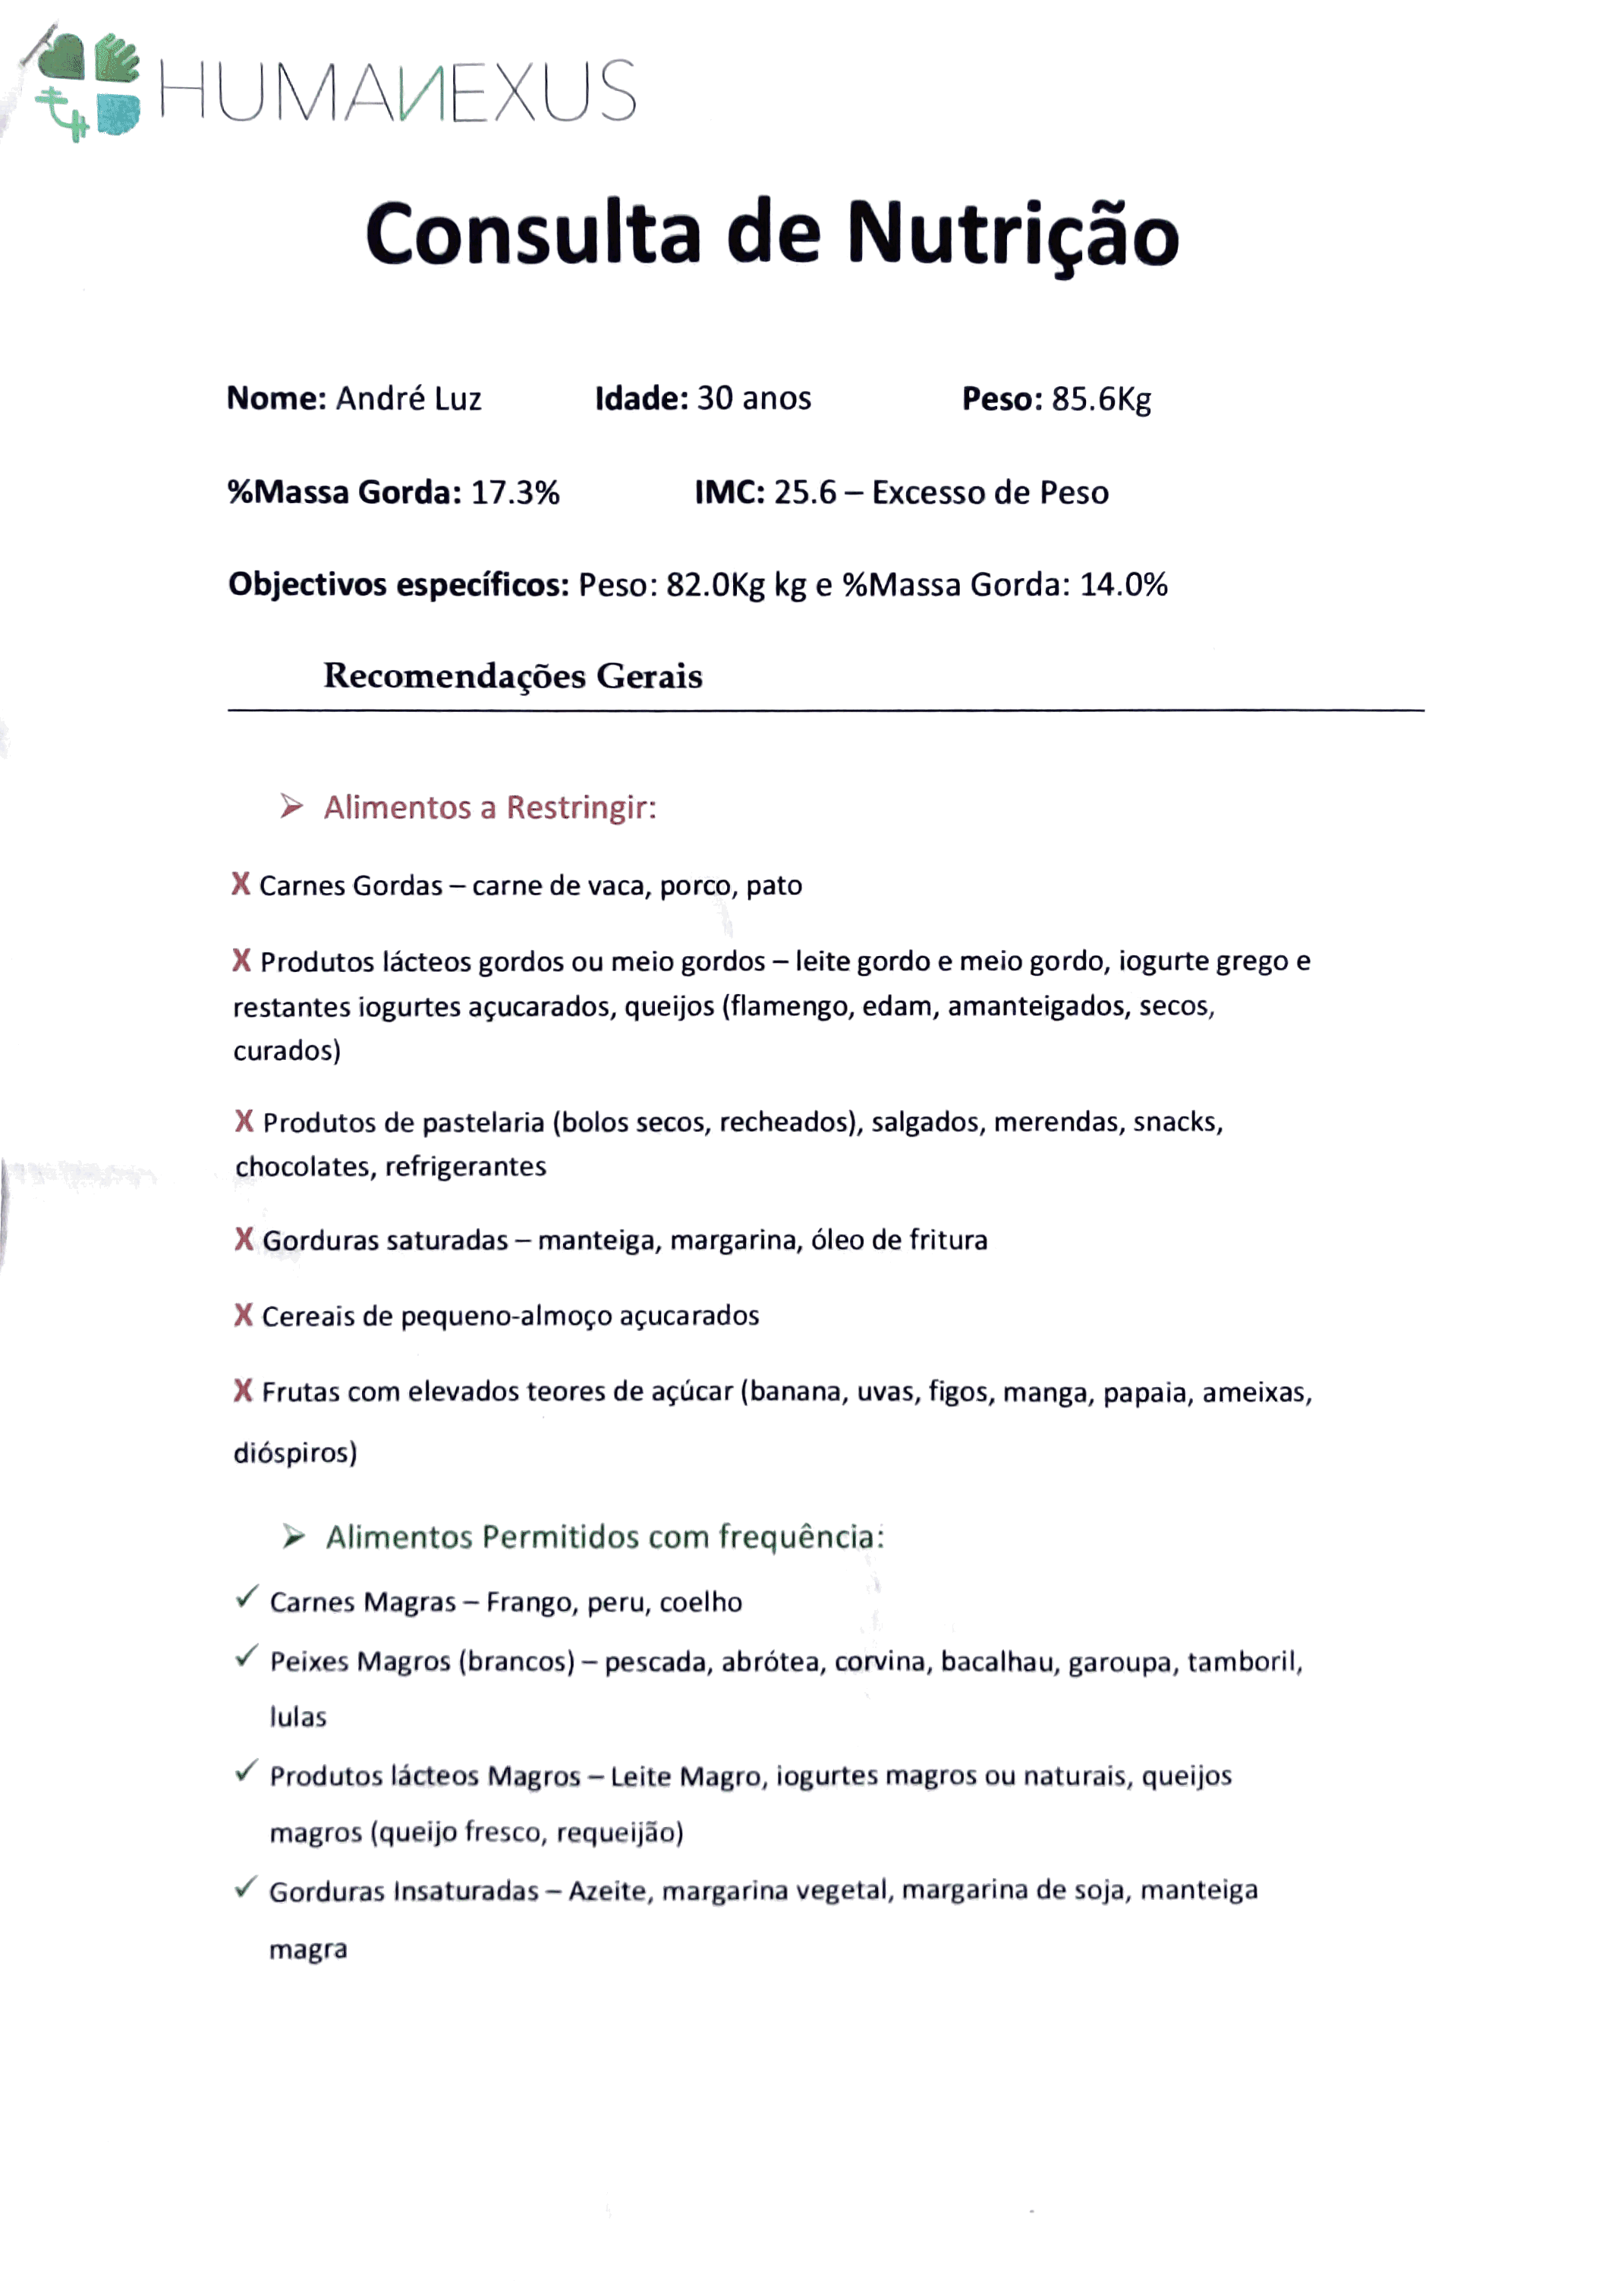 HUMANEXUS
Consulta de Nutrição
Nome: André Luz Idade: 30 anos Peso: 85.6Kg
%Massa Gorda: 17.3% IMC: 25.6 – Excesso de Peso
Objectivos específicos: Peso: 82.0Kg kg e %Massa Gorda: 14.0%
Recomendações Gerais
➤ Alimentos a Restringir:
X Carnes Gordas – carne de vaca, porco, pato
X Produtos lácteos gordos ou meio gordos – leite gordo e meio gordo, iogurte grego e
restantes iogurtes açucarados, queijos (flamengo, edam, amanteigados, secos,
curados)
X Produtos de pastelaria (bolos secos, recheados), salgados, merendas, snacks,
chocolates, refrigerantes
X Gorduras saturadas – manteiga, margarina, óleo de fritura
X Cereais de pequeno-almoço açucarados
X Frutas com elevados teores de açúcar (banana, uvas, figos, manga, papaia, ameixas,
dióspiros)
➤ Alimentos Permitidos com frequência:
✓ Carnes Magras – Frango, peru, coelho
✓ Peixes Magros (brancos) – pescada, abrótea, corvina, bacalhau, garoupa, tamboril,
lulas
✓ Produtos lácteos Magros – Leite Magro, iogurtes magros ou naturais, queijos
magros (queijo fresco, requeijão)
✓ Gorduras Insaturadas – Azeite, margarina vegetal, margarina de soja, manteiga
magra